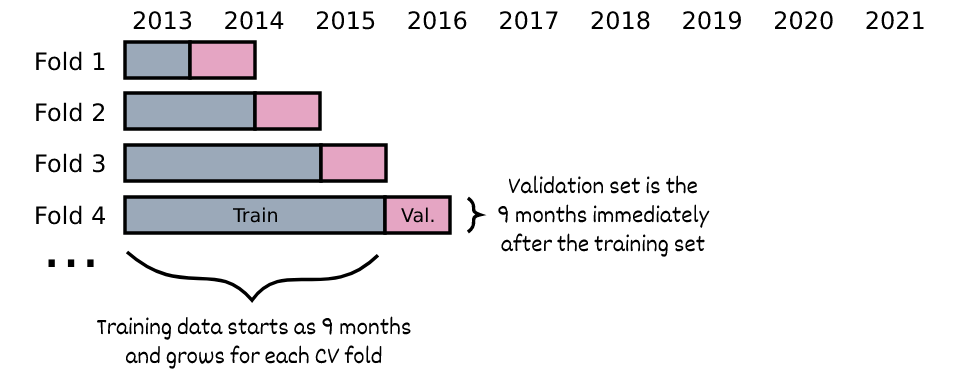 2013 2014 2015 2016 2017 2018 2019 2020 2021
Fold 1
Fold 2
Fold 3
Fold 4 Train Val.
Validation set is the
9 months immediately
after the training set
...
Training data starts as 9 months
and grows for each CV fold